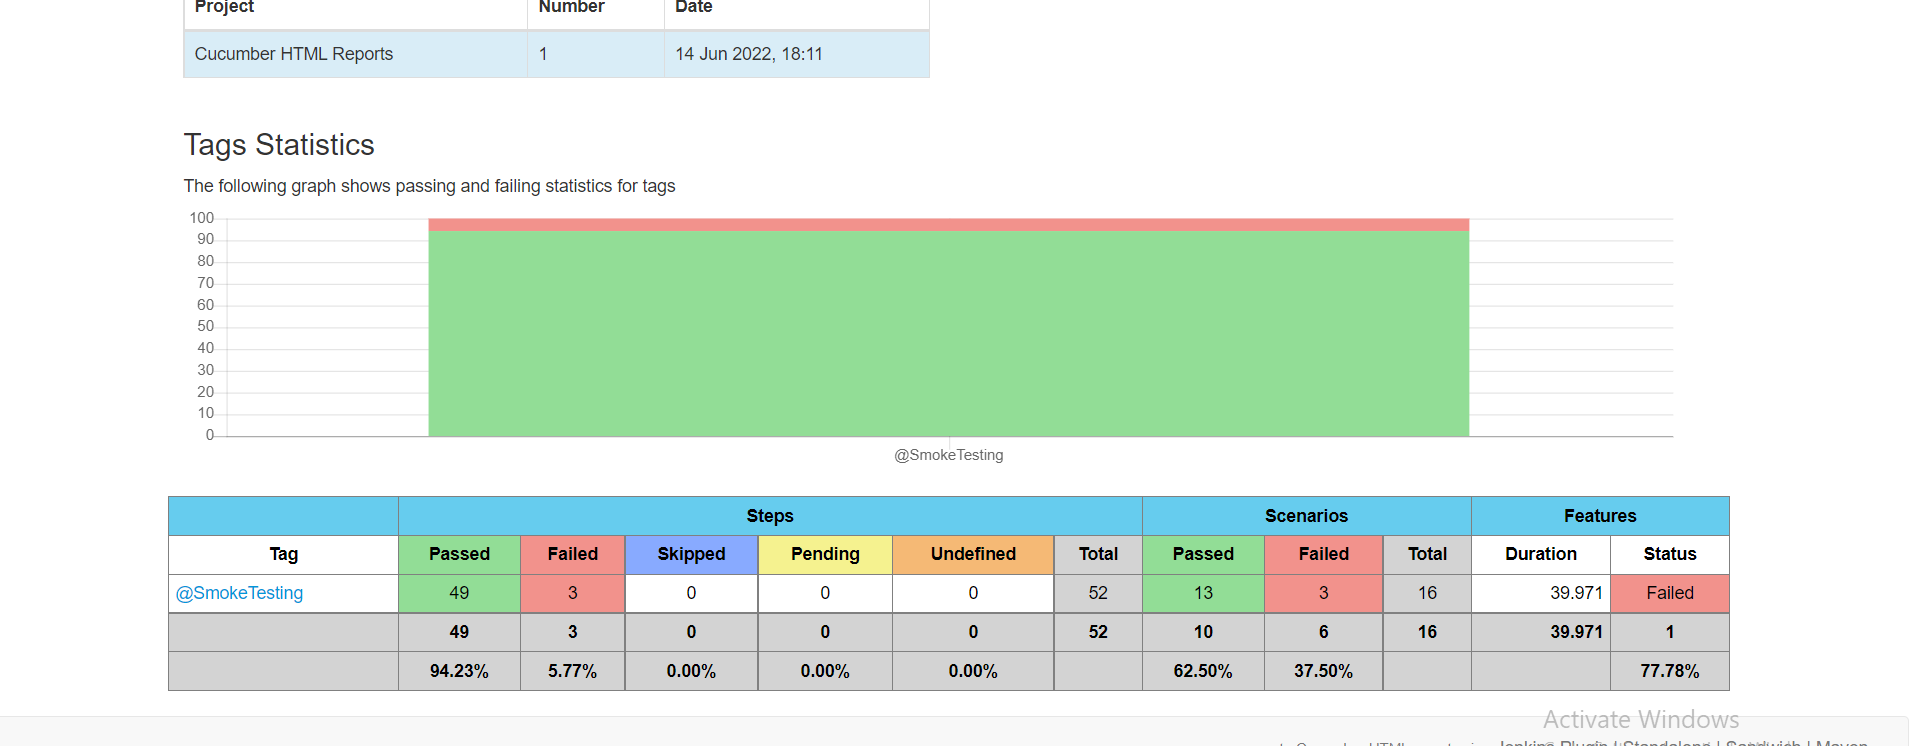 Project Number Date
Cucumber HTML Reports 1 14 Jun 2022, 18:11
Tags Statistics
The following graph shows passing and failing statistics for tags
100
90
80
70
60
50
40
30
20
10
0
@SmokeTesting
Steps Scenarios Features
Tag Passed Failed Skipped Pending Undefined Total Passed Failed Total Duration Status
@SmokeTesting 49 3 0 0 0 52 13 3 16 39.971 Failed
49 3 0 0 0 52 10 6 16 39.971 1
94.23% 5.77% 0.00% 0.00% 0.00% 62.50% 37.50% 77.78%
Activate Windows
Jenkins Plugin | Standalone | Sandwich | Maven